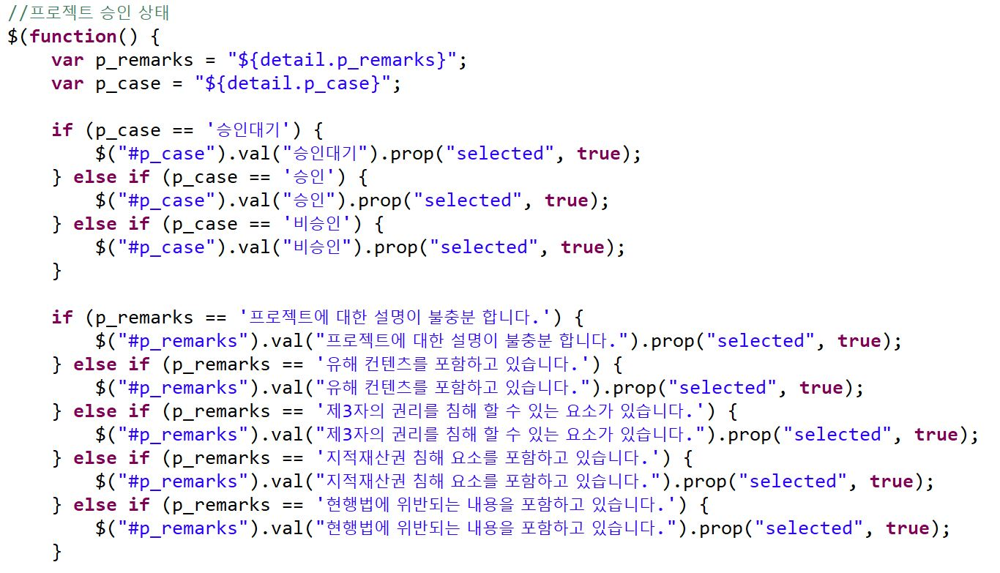 //프로젝트 승인 상태
$(function() {
    var p_remarks = "${detail.p_remarks}";
    var p_case = "${detail.p_case}";

    if (p_case == '승인대기') {
        $("#p_case").val("승인대기").prop("selected", true);
    } else if (p_case == '승인') {
        $("#p_case").val("승인").prop("selected", true);
    } else if (p_case == '비승인') {
        $("#p_case").val("비승인").prop("selected", true);
    }

    if (p_remarks == '프로젝트에 대한 설명이 불충분 합니다.') {
        $("#p_remarks").val("프로젝트에 대한 설명이 불충분 합니다.").prop("selected", true);
    } else if (p_remarks == '유해 컨텐츠를 포함하고 있습니다.') {
        $("#p_remarks").val("유해 컨텐츠를 포함하고 있습니다.").prop("selected", true);
    } else if (p_remarks == '제3자의 권리를 침해 할 수 있는 요소가 있습니다.') {
        $("#p_remarks").val("제3자의 권리를 침해 할 수 있는 요소가 있습니다.").prop("selected", true);
    } else if (p_remarks == '지적재산권 침해 요소를 포함하고 있습니다.') {
        $("#p_remarks").val("지적재산권 침해 요소를 포함하고 있습니다.").prop("selected", true);
    } else if (p_remarks == '현행법에 위반되는 내용을 포함하고 있습니다.') {
        $("#p_remarks").val("현행법에 위반되는 내용을 포함하고 있습니다.").prop("selected", true);
    }